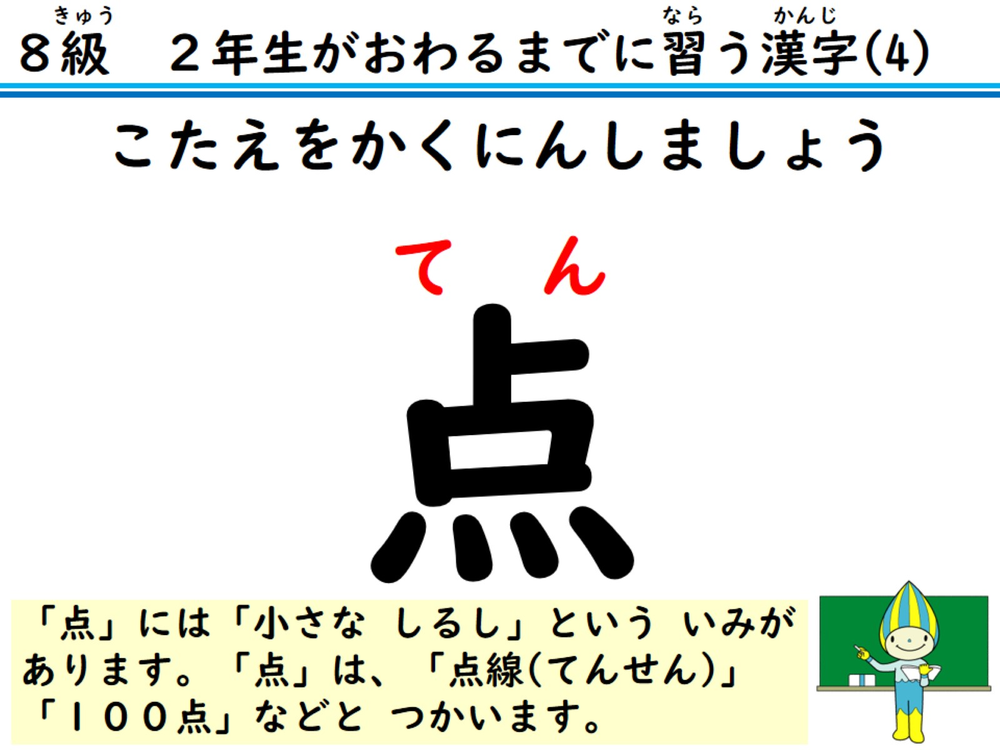 きゅう なら かんじ
8級　２年生がおわるまでに習う漢字(4)
こたえをかくにんしましょう
てん
点
「点」には「小さな しるし」という いみが
あります。「点」は、「点線(てんせん)」
「１００点」などと つかいます。